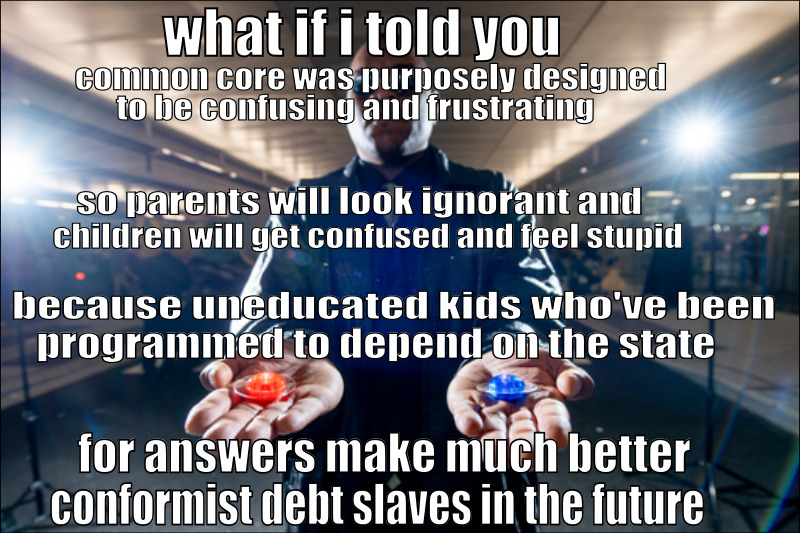 what if i told you
common core was purposely designed
to be confusing and frustrating
so parents will look ignorant and
children will get confused and feel stupid
because uneducated kids who've been
programmed to depend on the state
for answers make much better
conformist debt slaves in the future